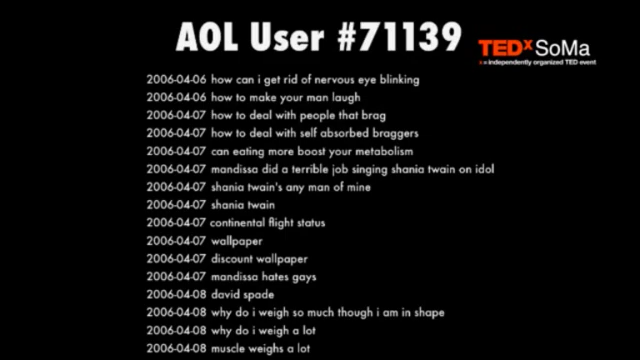 AOL User #71139
TEDxSoMa
x = independently organized TED event
2006-04-06 how can i get rid of nervous eye blinking
2006-04-06 how to make your man laugh
2006-04-07 how to deal with people that brag
2006-04-07 how to deal with self absorbed braggers
2006-04-07 can eating more boost your metabolism
2006-04-07 mandissa did a terrible job singing shania twain on idol
2006-04-07 shania twain's any man of mine
2006-04-07 shania twain
2006-04-07 continental flight status
2006-04-07 wallpaper
2006-04-07 discount wallpaper
2006-04-07 mandissa hates gays
2006-04-08 david spade
2006-04-08 why do i weigh so much though i am in shape
2006-04-08 why do i weigh a lot
2006-04-08 muscle weighs a lot